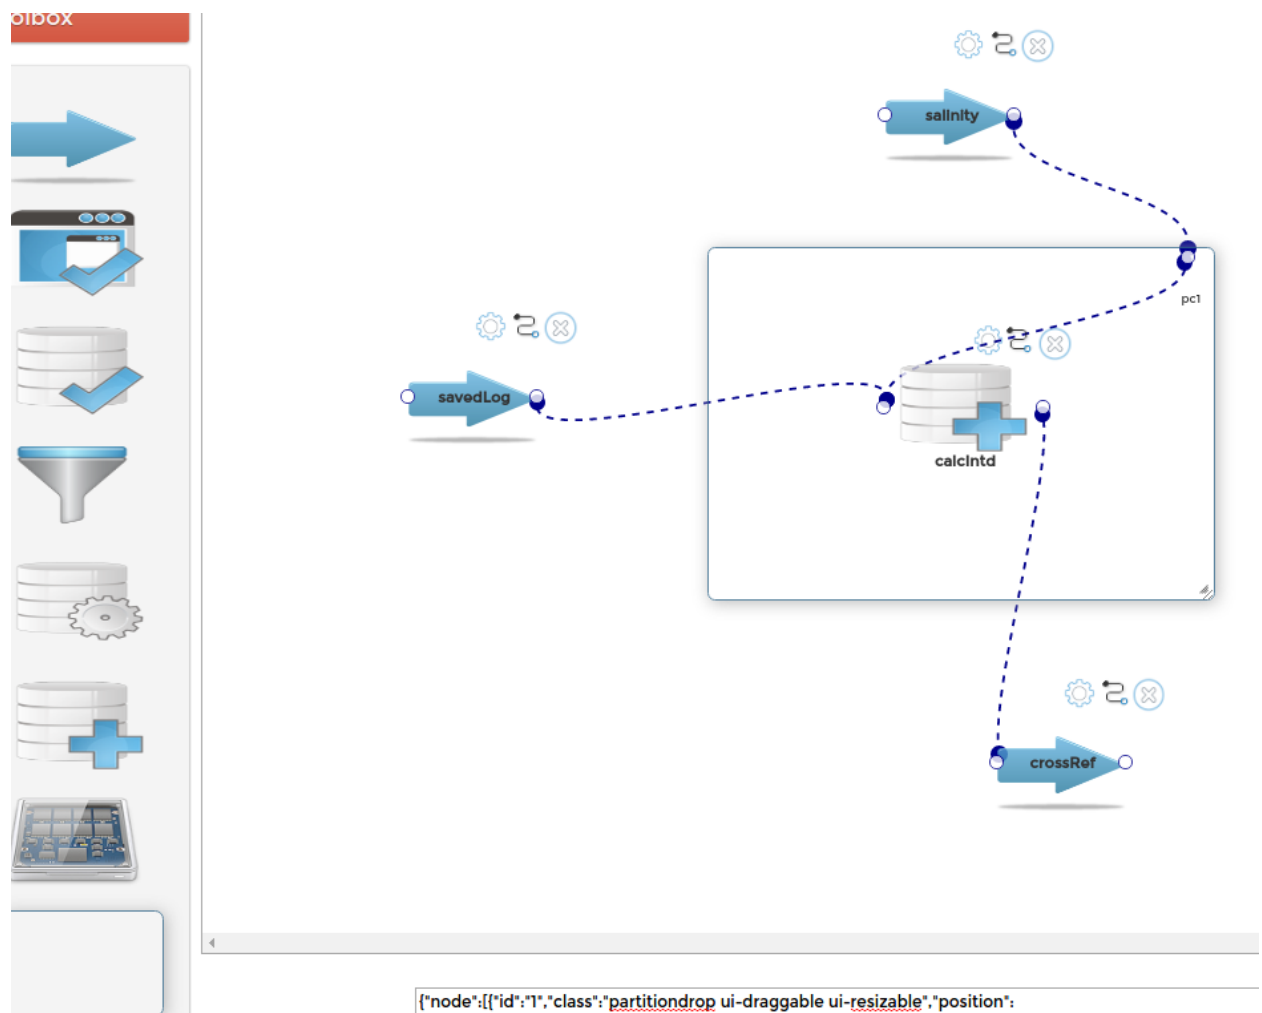 olbox
salinity
pc1
savedLog
calcIntd
crossRef
{"node":[{"id":"1","class":"partitiondrop ui-draggable ui-resizable","position":